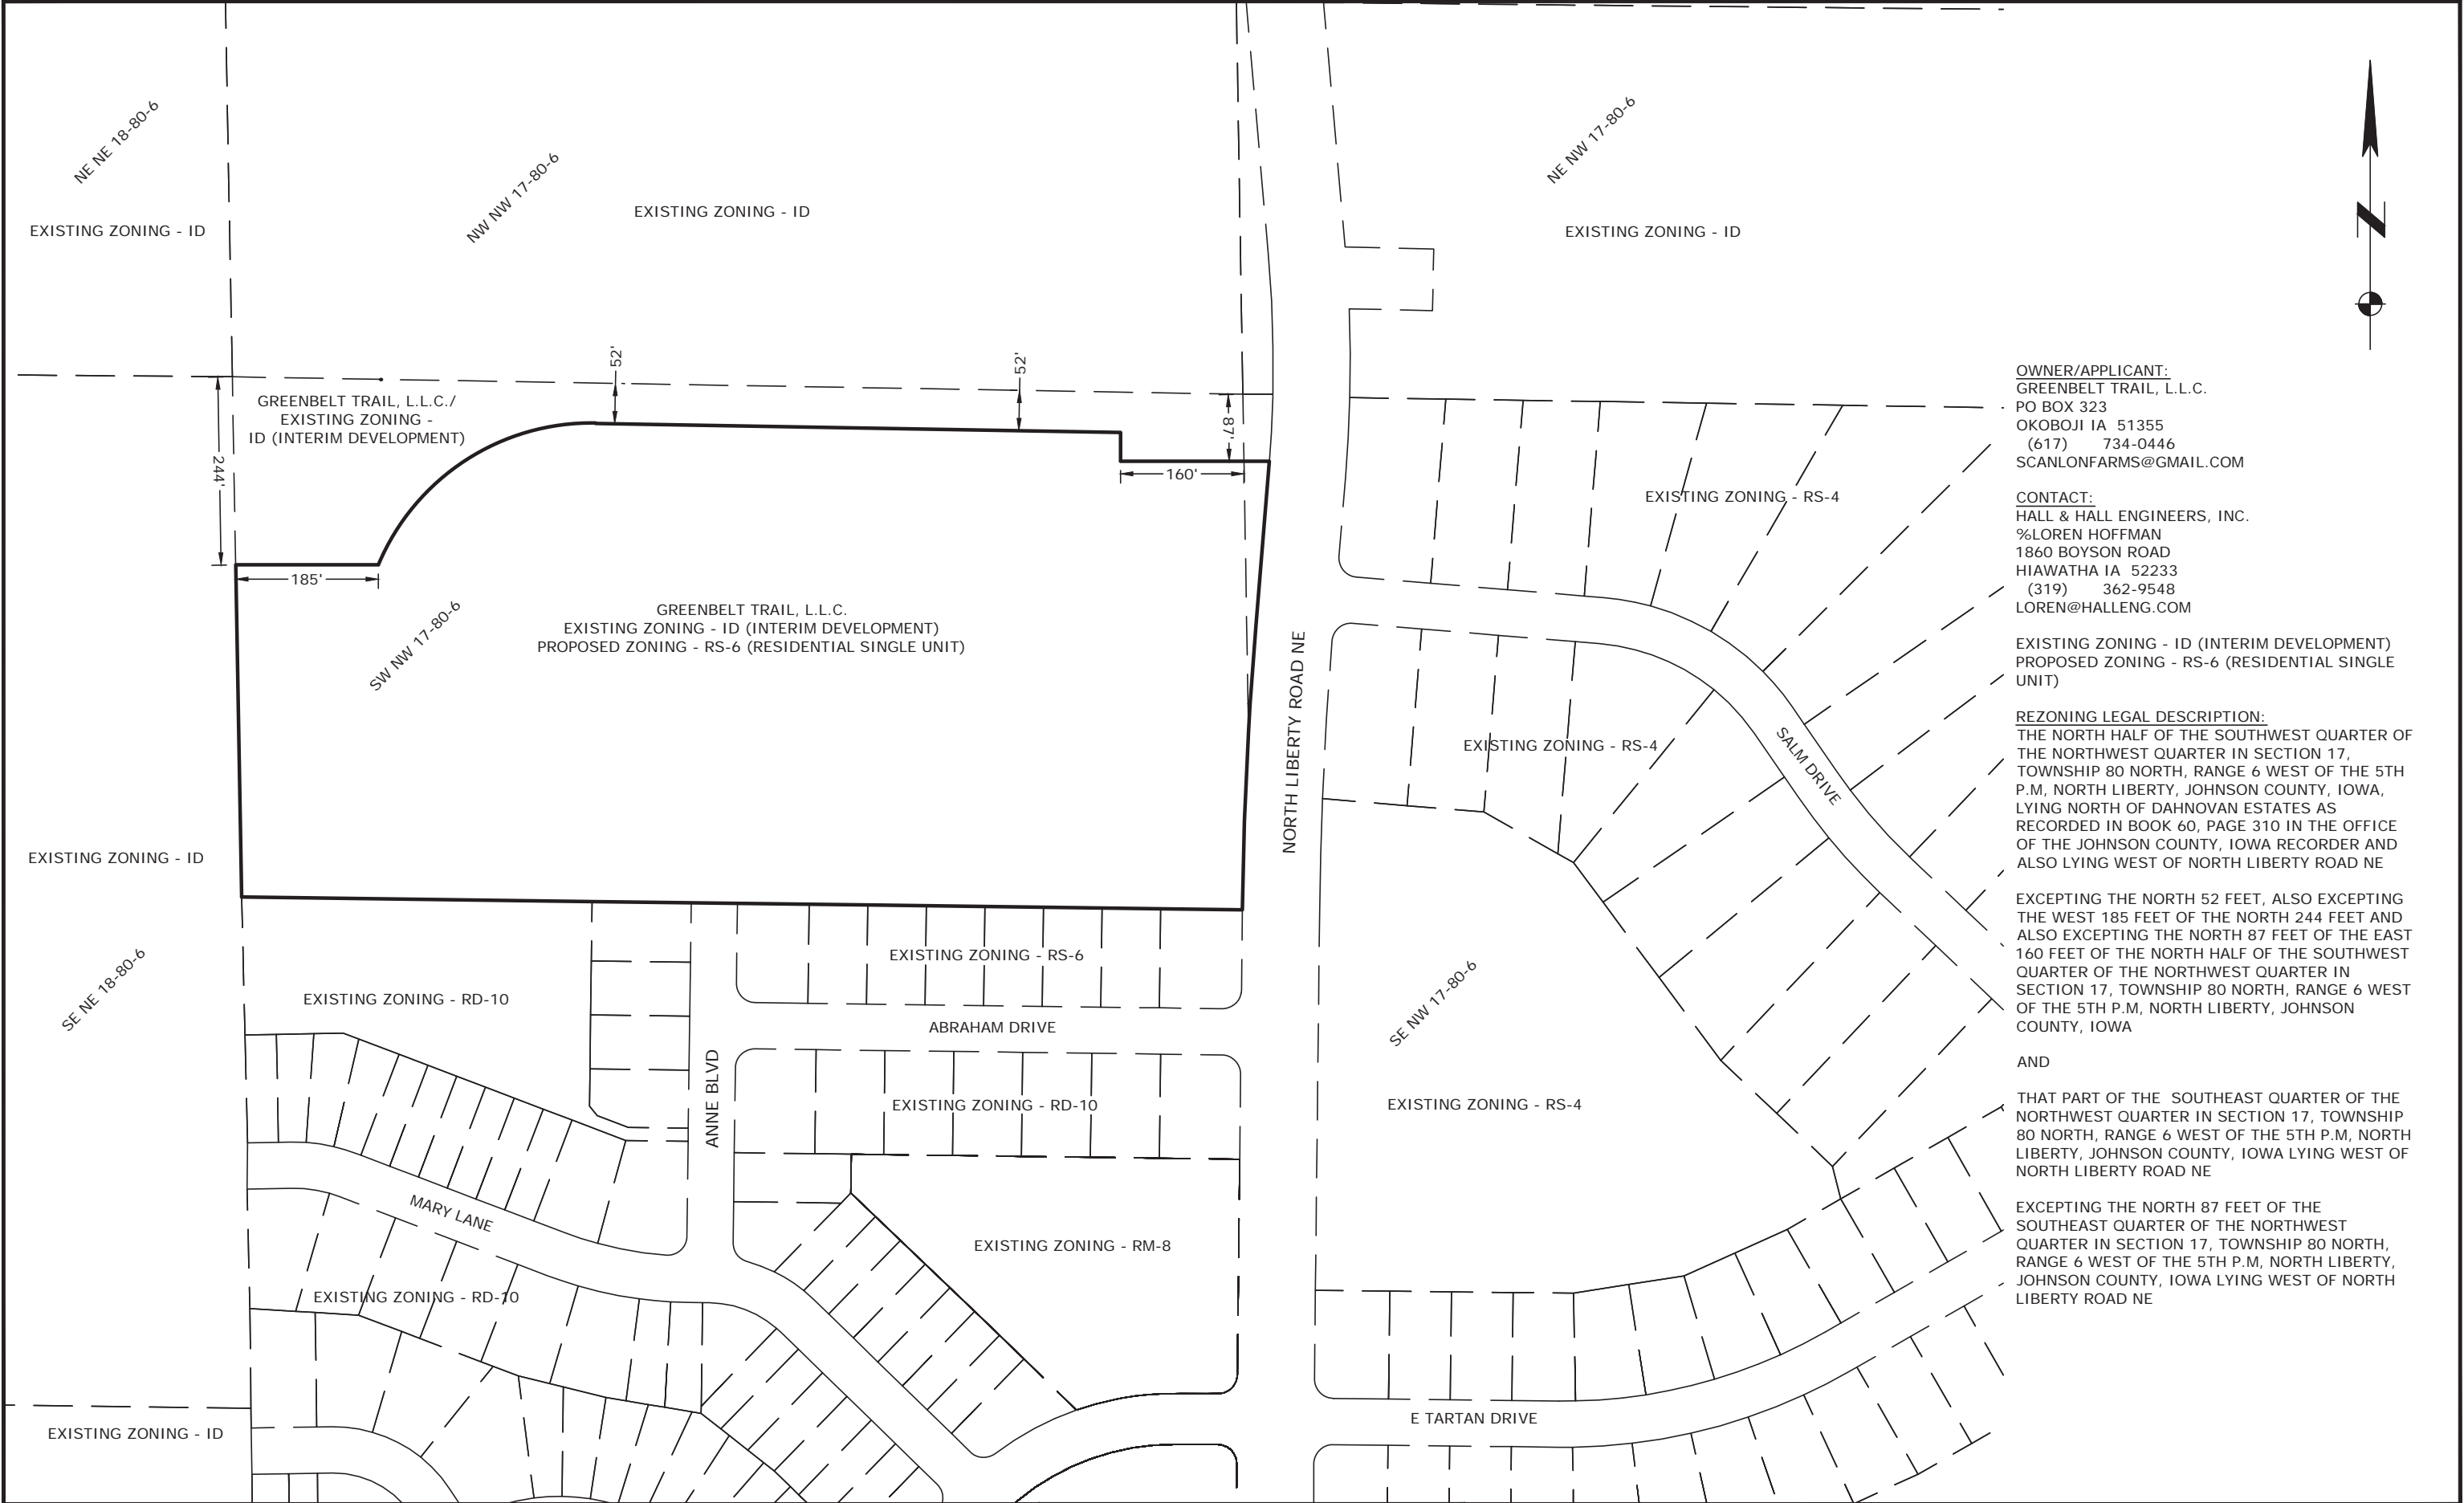 NE NE 18-80-6
EXISTING ZONING - ID
NW NW 17-80-6
EXISTING ZONING - ID
NE NW 17-80-6
EXISTING ZONING - ID
N
52'
52'
87'
160'
244'
185'
GREENBELT TRAIL, L.L.C./
EXISTING ZONING -
ID (INTERIM DEVELOPMENT)
SW NW 17-80-6
GREENBELT TRAIL, L.L.C.
EXISTING ZONING - ID (INTERIM DEVELOPMENT)
PROPOSED ZONING - RS-6 (RESIDENTIAL SINGLE UNIT)
NORTH LIBERTY ROAD NE
EXISTING ZONING - RS-4
EXISTING ZONING - RS-4
SALM DRIVE
EXISTING ZONING - ID
SE NE 18-80-6
EXISTING ZONING - RS-6
EXISTING ZONING - RD-10
ABRAHAM DRIVE
ANNE BLVD
EXISTING ZONING - RD-10
SE NW 17-80-6
EXISTING ZONING - RS-4
MARY LANE
EXISTING ZONING - RM-8
EXISTING ZONING - RD-10
E TARTAN DRIVE
EXISTING ZONING - ID
OWNER/APPLICANT:
GREENBELT TRAIL, L.L.C.
PO BOX 323
OKOBOJI IA 51355
(617) 734-0446
SCANLONFARMS@GMAIL.COM
CONTACT:
HALL & HALL ENGINEERS, INC.
%LOREN HOFFMAN
1860 BOYSON ROAD
HIAWATHA IA 52233
(319) 362-9548
LOREN@HALLENG.COM
EXISTING ZONING - ID (INTERIM DEVELOPMENT)
PROPOSED ZONING - RS-6 (RESIDENTIAL SINGLE
UNIT)
REZONING LEGAL DESCRIPTION:
THE NORTH HALF OF THE SOUTHWEST QUARTER OF
THE NORTHWEST QUARTER IN SECTION 17,
TOWNSHIP 80 NORTH, RANGE 6 WEST OF THE 5TH
P.M, NORTH LIBERTY, JOHNSON COUNTY, IOWA,
LYING NORTH OF DAHNOVAN ESTATES AS
RECORDED IN BOOK 60, PAGE 310 IN THE OFFICE
OF THE JOHNSON COUNTY, IOWA RECORDER AND
ALSO LYING WEST OF NORTH LIBERTY ROAD NE
EXCEPTING THE NORTH 52 FEET, ALSO EXCEPTING
THE WEST 185 FEET OF THE NORTH 244 FEET AND
ALSO EXCEPTING THE NORTH 87 FEET OF THE EAST
160 FEET OF THE NORTH HALF OF THE SOUTHWEST
QUARTER OF THE NORTHWEST QUARTER IN
SECTION 17, TOWNSHIP 80 NORTH, RANGE 6 WEST
OF THE 5TH P.M, NORTH LIBERTY, JOHNSON
COUNTY, IOWA
AND
THAT PART OF THE SOUTHEAST QUARTER OF THE
NORTHWEST QUARTER IN SECTION 17, TOWNSHIP
80 NORTH, RANGE 6 WEST OF THE 5TH P.M, NORTH
LIBERTY, JOHNSON COUNTY, IOWA LYING WEST OF
NORTH LIBERTY ROAD NE
EXCEPTING THE NORTH 87 FEET OF THE
SOUTHEAST QUARTER OF THE NORTHWEST
QUARTER IN SECTION 17, TOWNSHIP 80 NORTH,
RANGE 6 WEST OF THE 5TH P.M, NORTH LIBERTY,
JOHNSON COUNTY, IOWA LYING WEST OF NORTH
LIBERTY ROAD NE